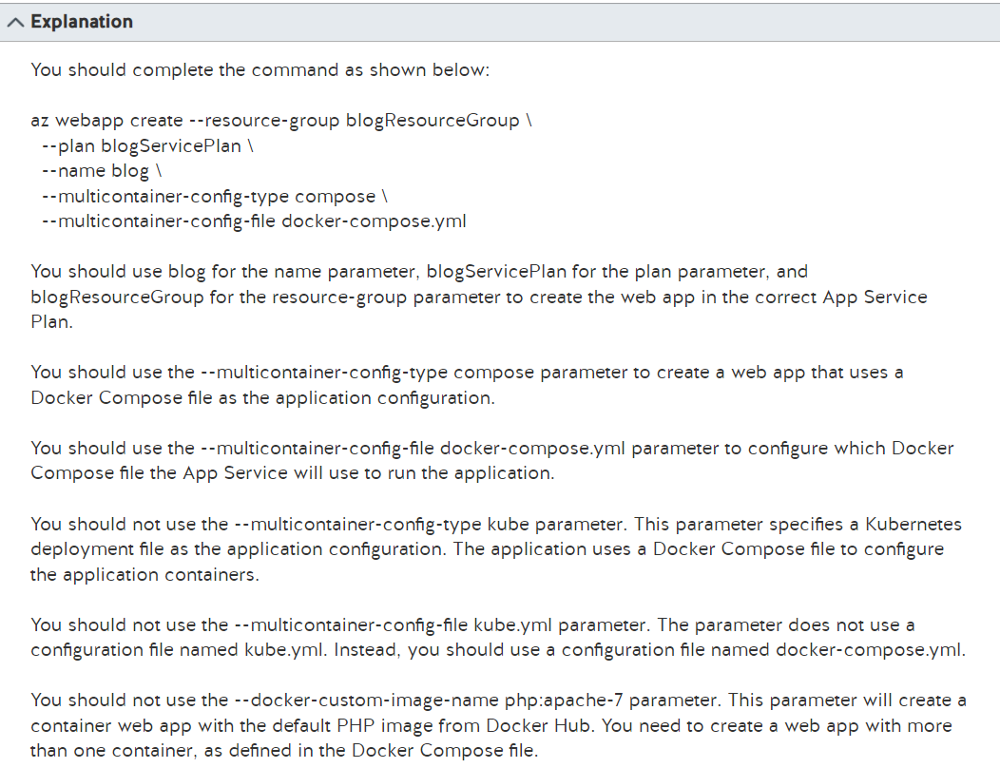 Explanation
You should complete the command as shown below:
az webapp create --resource-group blogResourceGroup \
--plan blogServicePlan \
--name blog \
--multicontainer-config-type compose \
--multicontainer-config-file docker-compose.yml
You should use blog for the name parameter, blogServicePlan for the plan parameter, and
blogResourceGroup for the resource-group parameter to create the web app in the correct App Service
Plan.
You should use the --multicontainer-config-type compose parameter to create a web app that uses a
Docker Compose file as the application configuration.
You should use the --multicontainer-config-file docker-compose.yml parameter to configure which Docker
Compose file the App Service will use to run the application.
You should not use the --multicontainer-config-type kube parameter. This parameter specifies a Kubernetes
deployment file as the application configuration. The application uses a Docker Compose file to configure
the application containers.
You should not use the --multicontainer-config-file kube.yml parameter. The parameter does not use a
configuration file named kube.yml. Instead, you should use a configuration file named docker-compose.yml.
You should not use the --docker-custom-image-name php:apache-7 parameter. This parameter will create a
container web app with the default PHP image from Docker Hub. You need to create a web app with more
than one container, as defined in the Docker Compose file.